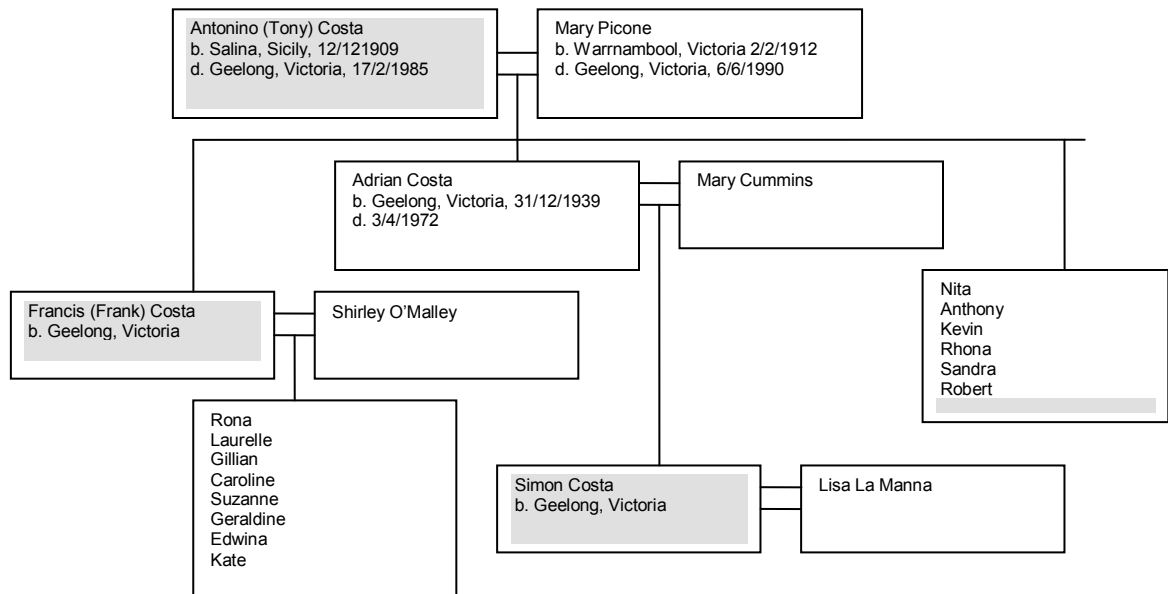 Antonino (Tony) Costa
b. Salina, Sicily, 12/121909
d. Geelong, Victoria, 17/2/1985
Mary Picone
b. Warrnambool, Victoria 2/2/1912
d. Geelong, Victoria, 6/6/1990
Adrian Costa
b. Geelong, Victoria, 31/12/1939
d. 3/4/1972
Mary Cummins
Francis (Frank) Costa
b. Geelong, Victoria
Shirley O’Malley
Nita
Anthony
Kevin
Rhona
Sandra
Robert
Rona
Laurelle
Gillian
Caroline
Suzanne
Geraldine
Edwina
Kate
Simon Costa
b. Geelong, Victoria
Lisa La Manna